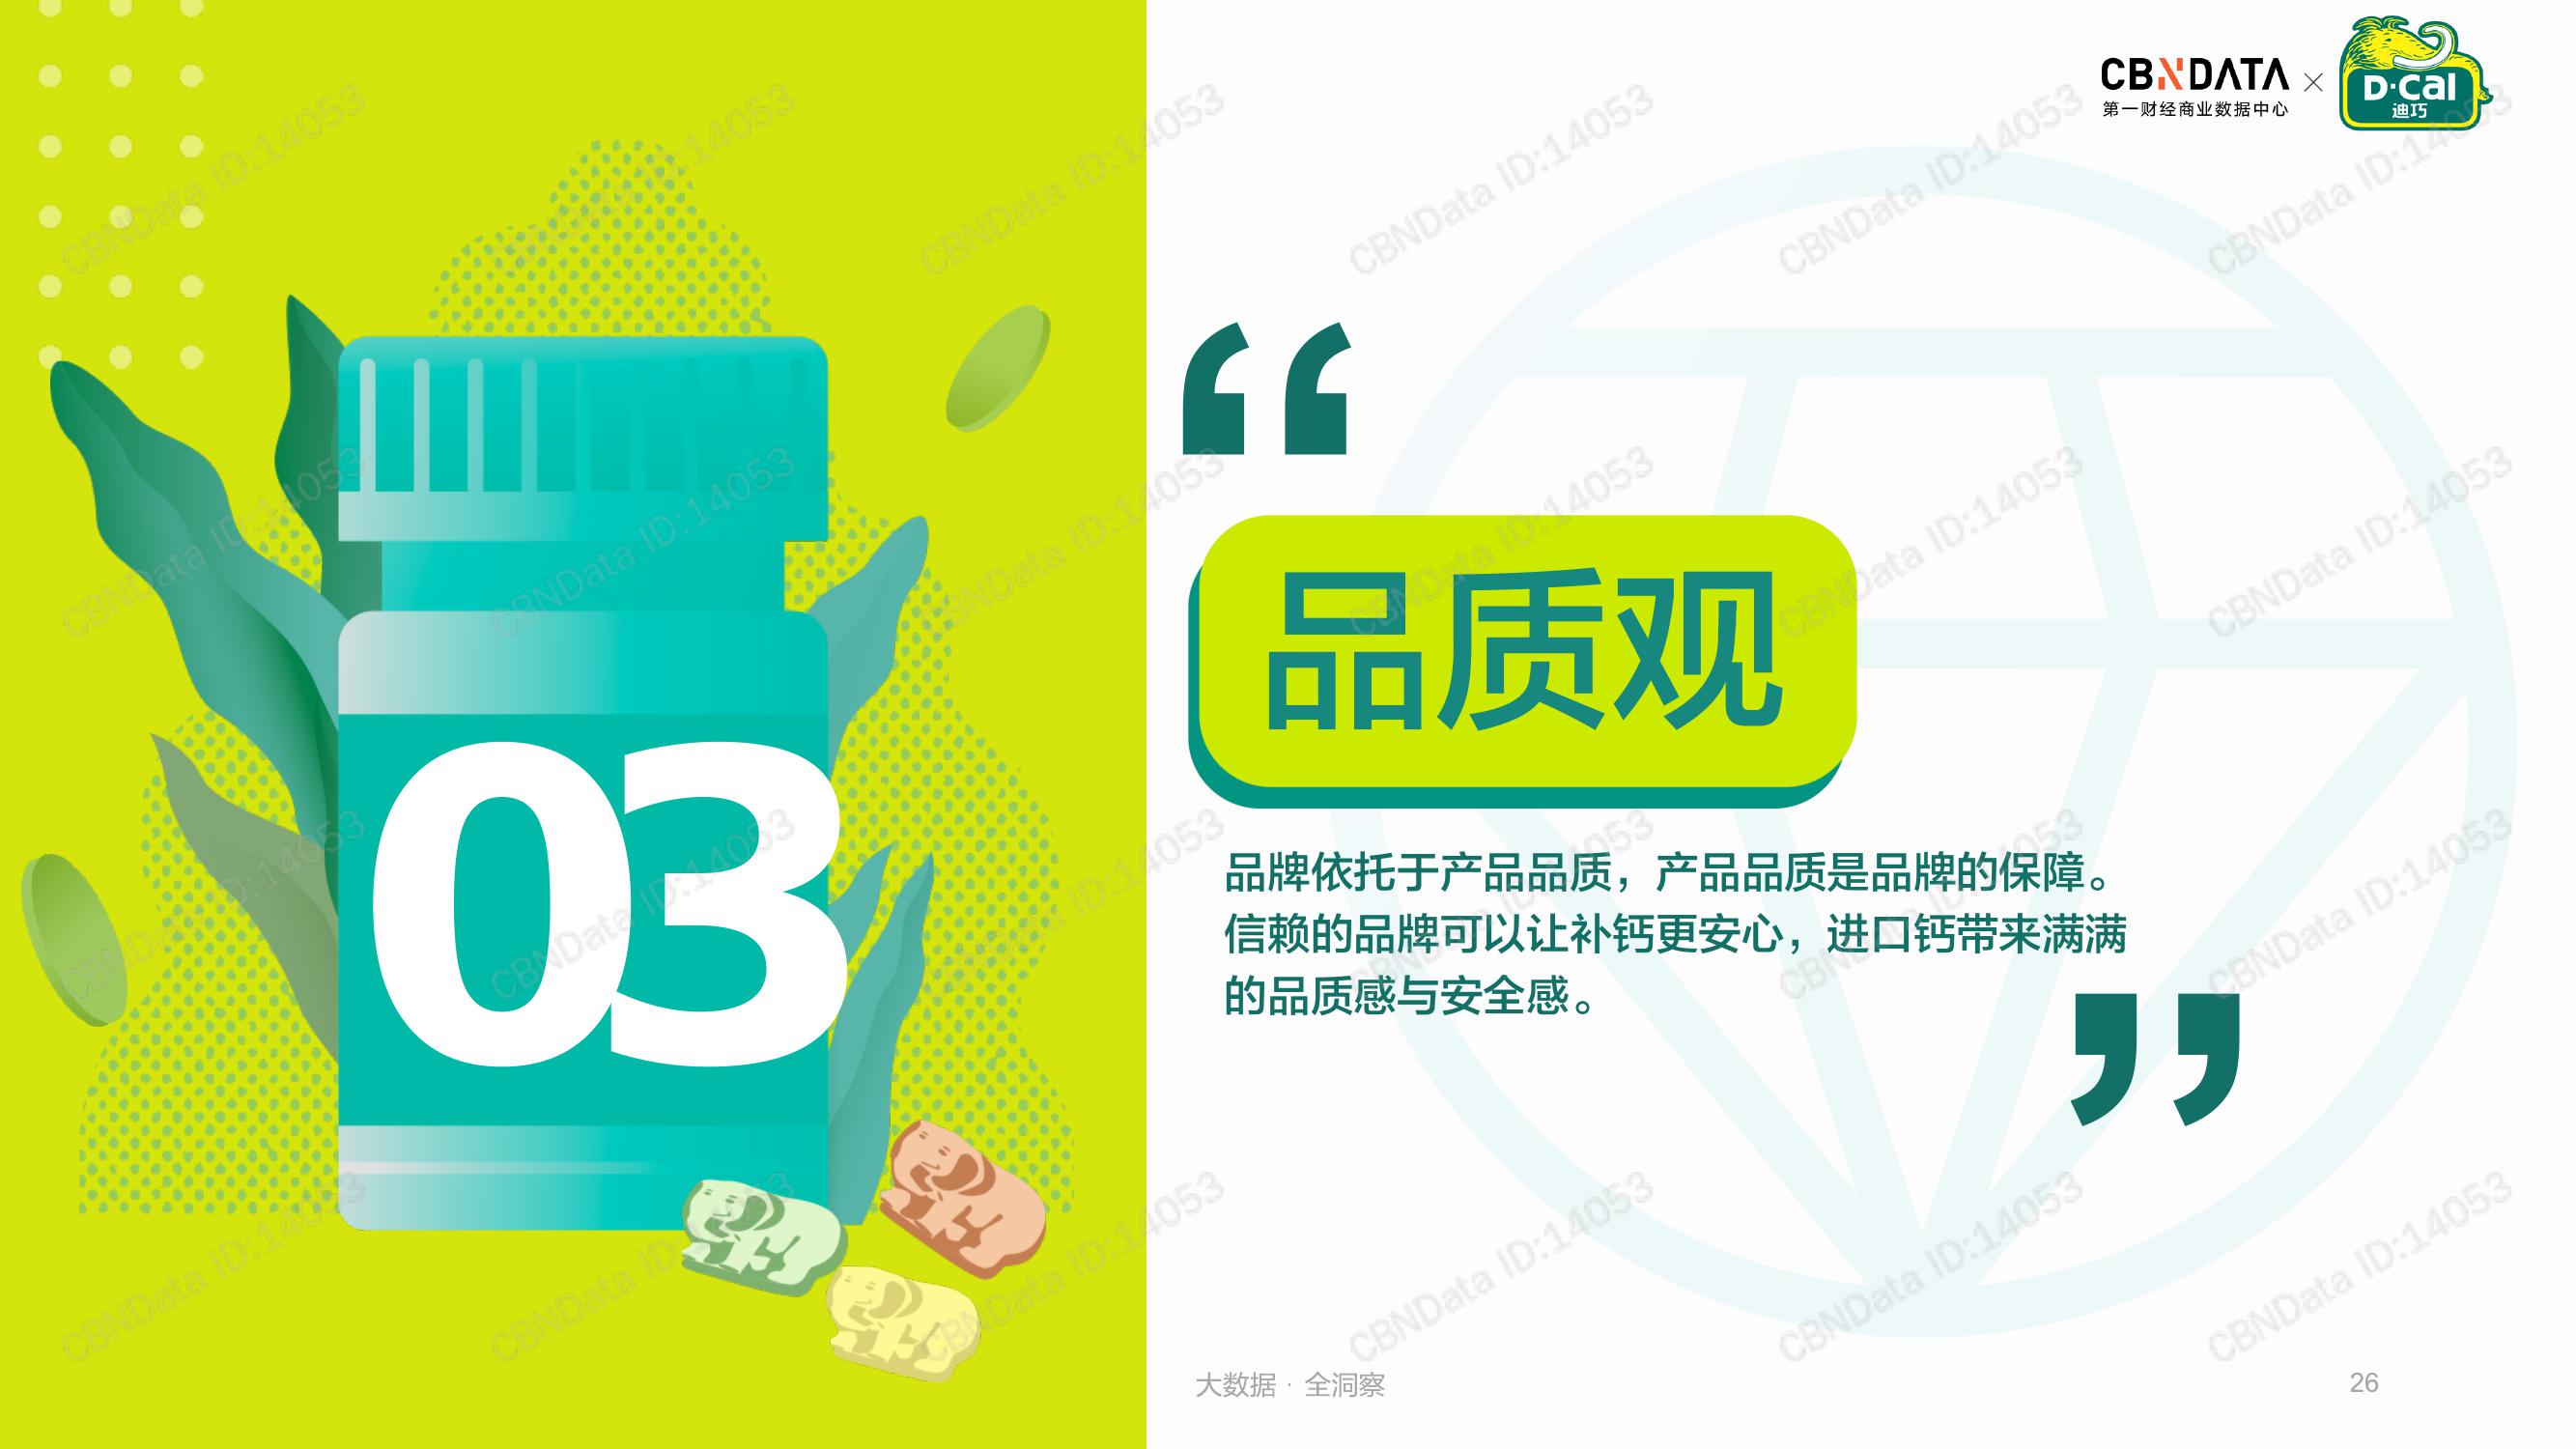 CBNDATA
第一财经商业数据中心
×
D·Cal
迪巧
03
“
品质观
品牌依托于产品品质，产品品质是品牌的保障。
信赖的品牌可以让补钙更安心，进口钙带来满满
的品质感与安全感。
”
大数据 · 全洞察
26
CBNData ID:14053